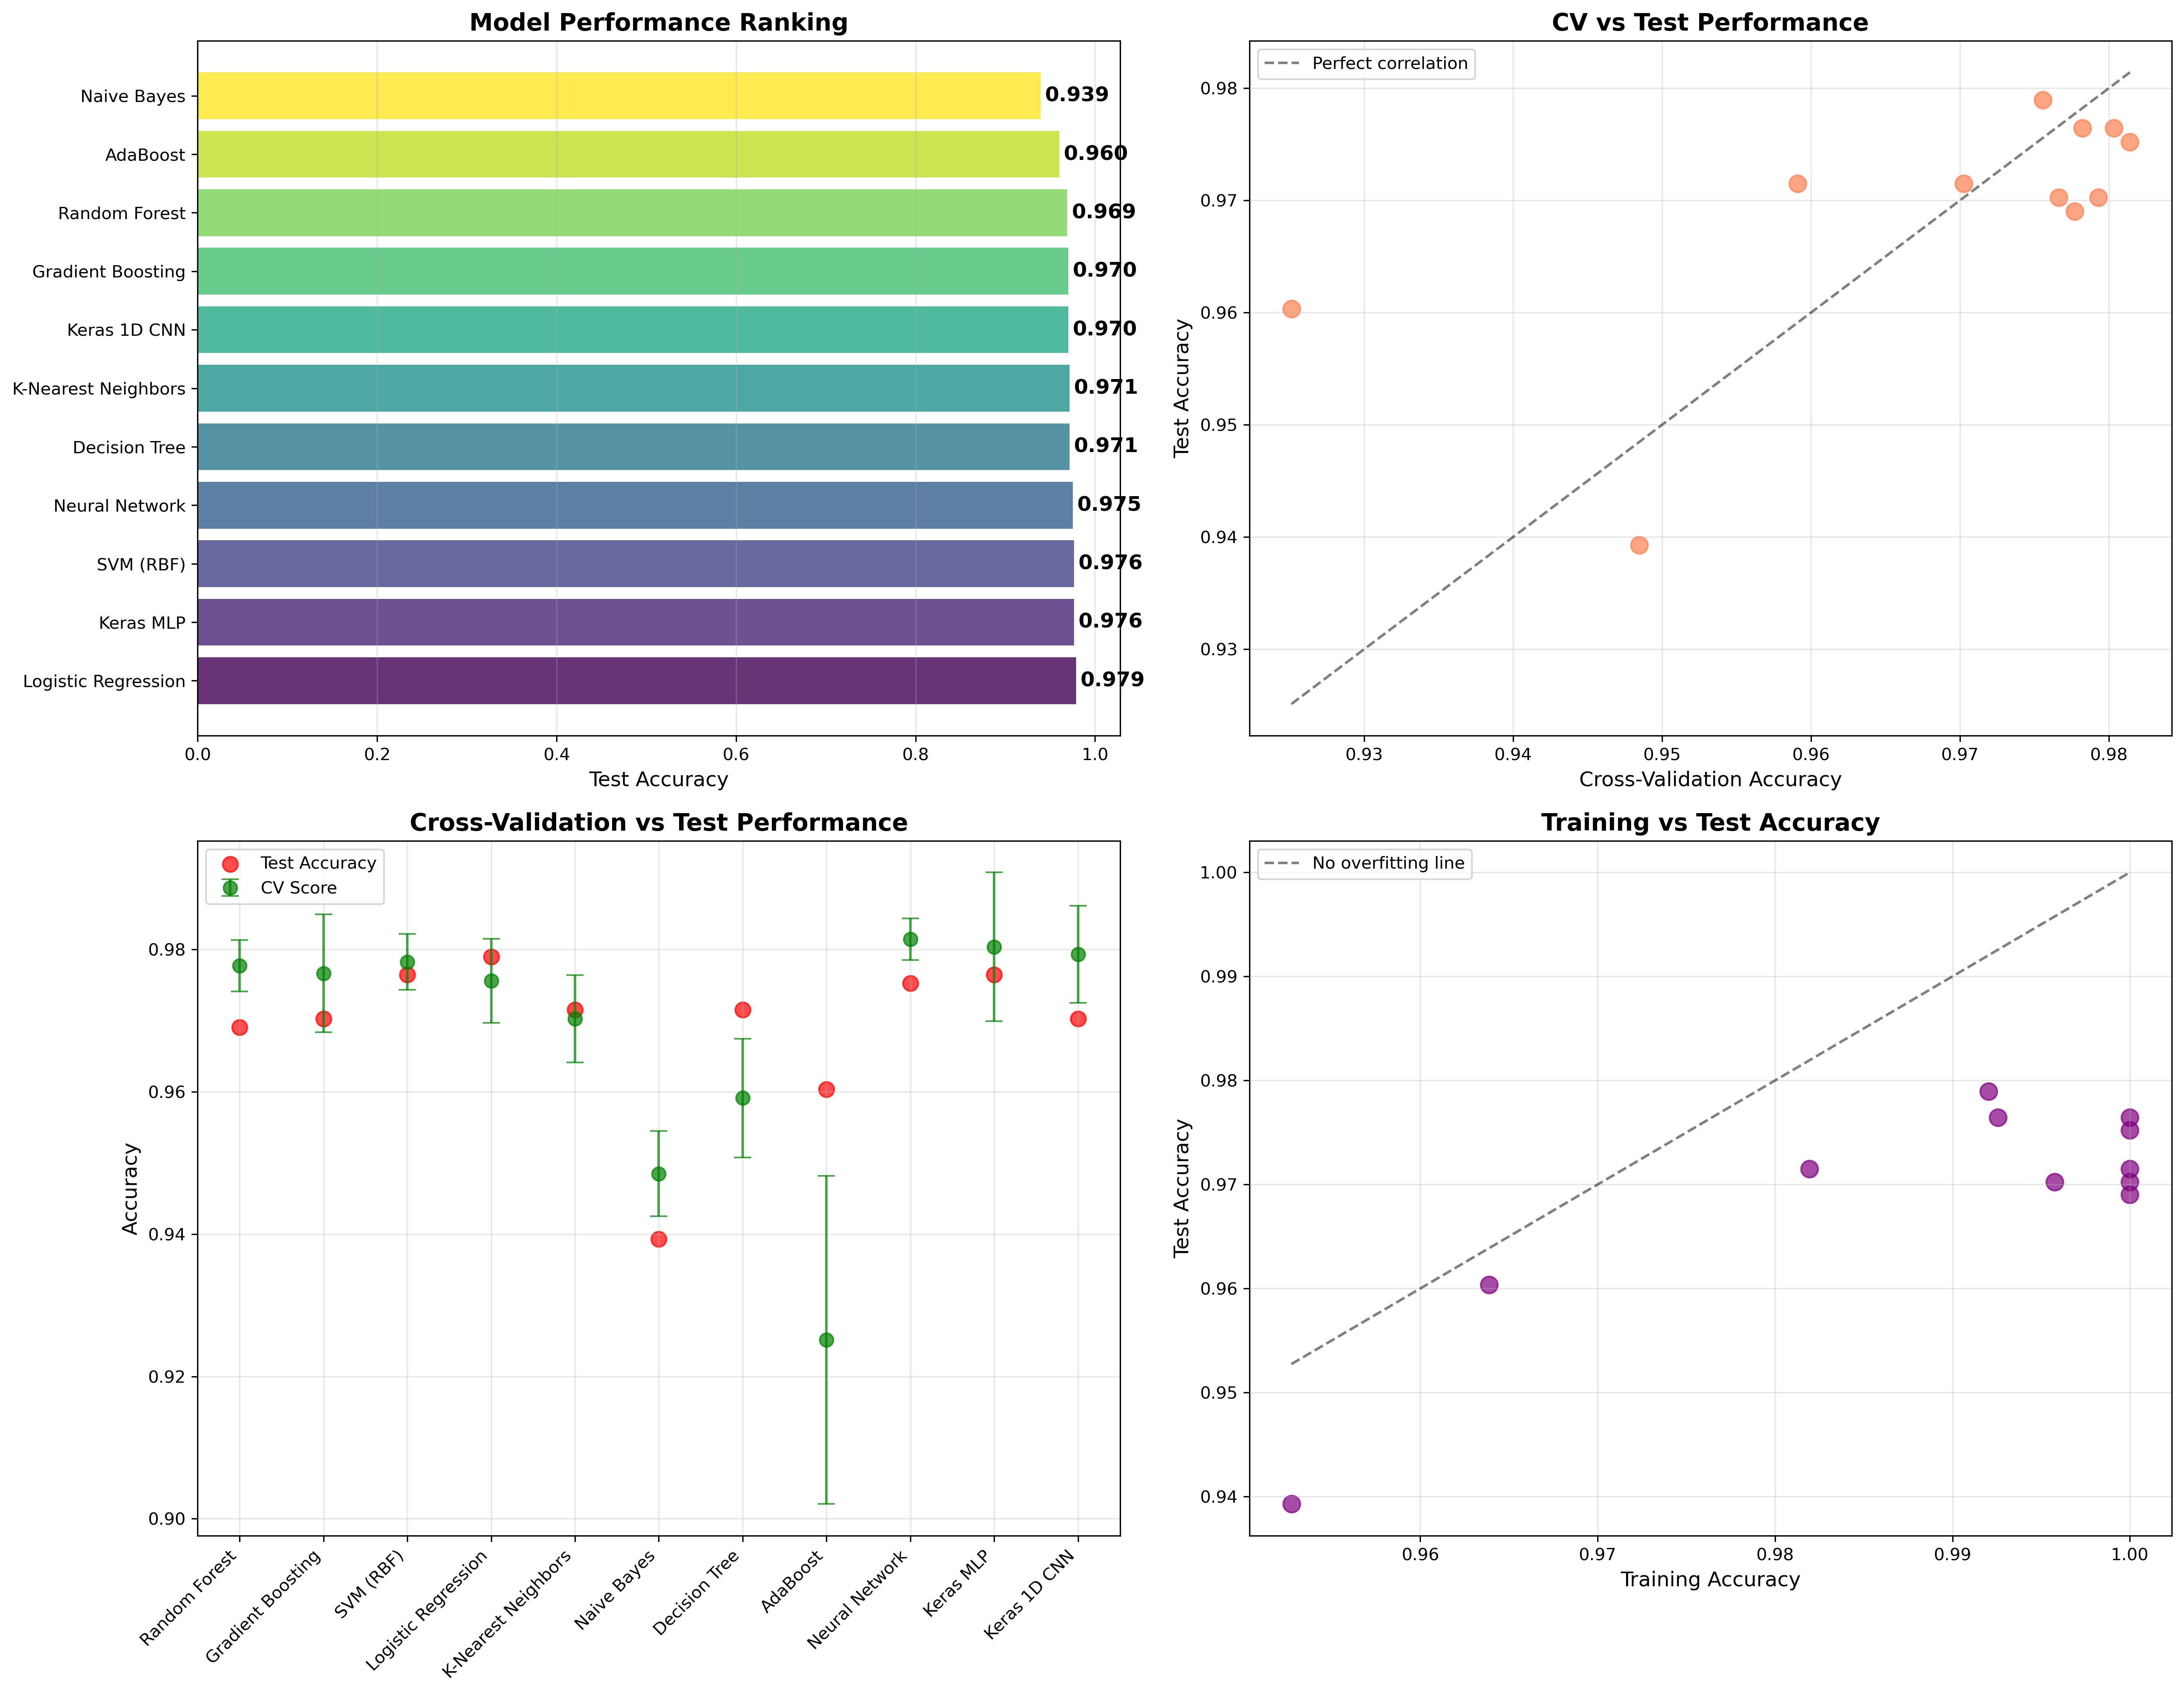 Model Performance Ranking
Naive Bayes
0.939
AdaBoost
0.960
Random Forest
0.969
Gradient Boosting
0.970
Keras 1D CNN
0.970
K-Nearest Neighbors
0.971
Decision Tree
0.971
Neural Network
0.975
SVM (RBF)
0.976
Keras MLP
0.976
Logistic Regression
0.979
0.0 0.2 0.4 0.6 0.8 1.0
Test Accuracy
CV vs Test Performance
Perfect correlation
Test Accuracy
0.98
0.97
0.96
0.95
0.94
0.93
0.93 0.94 0.95 0.96 0.97 0.98
Cross-Validation Accuracy
Cross-Validation vs Test Performance
Test Accuracy
CV Score
Accuracy
0.98
0.96
0.94
0.92
0.90
Random Forest
Gradient Boosting
SVM (RBF)
Logistic Regression
K-Nearest Neighbors
Naive Bayes
Decision Tree
AdaBoost
Neural Network
Keras MLP
Keras 1D CNN
Training vs Test Accuracy
No overfitting line
Test Accuracy
1.00
0.99
0.98
0.97
0.96
0.95
0.94
0.96 0.97 0.98 0.99 1.00
Training Accuracy